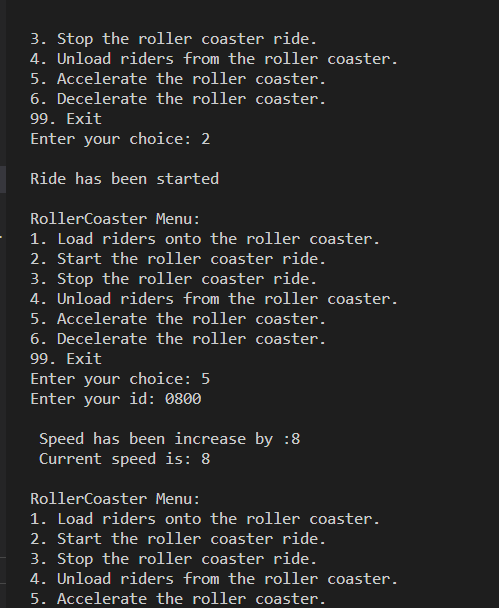 3. Stop the roller coaster ride.
4. Unload riders from the roller coaster.
5. Accelerate the roller coaster.
6. Decelerate the roller coaster.
99. Exit
Enter your choice: 2
Ride has been started
RollerCoaster Menu:
1. Load riders onto the roller coaster.
2. Start the roller coaster ride.
3. Stop the roller coaster ride.
4. Unload riders from the roller coaster.
5. Accelerate the roller coaster.
6. Decelerate the roller coaster.
99. Exit
Enter your choice: 5
Enter your id: 0800
Speed has been increase by :8
Current speed is: 8
RollerCoaster Menu:
1. Load riders onto the roller coaster.
2. Start the roller coaster ride.
3. Stop the roller coaster ride.
4. Unload riders from the roller coaster.
5. Accelerate the roller coaster.